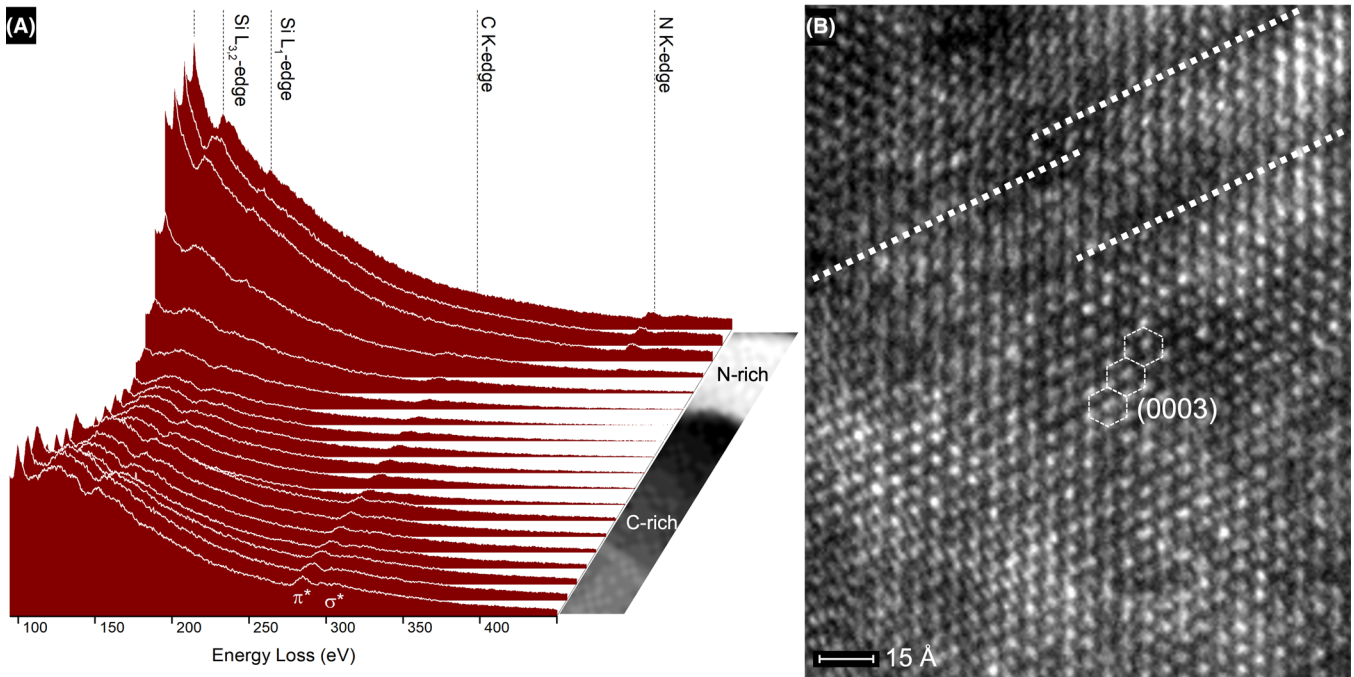 (A)
Si L3,2-edge
Si L1-edge
C K-edge
N K-edge
N-rich
C-rich
π* σ*
100 150 200 250 300 350 400
Energy Loss (eV)
(B)
(0003)
15 Å